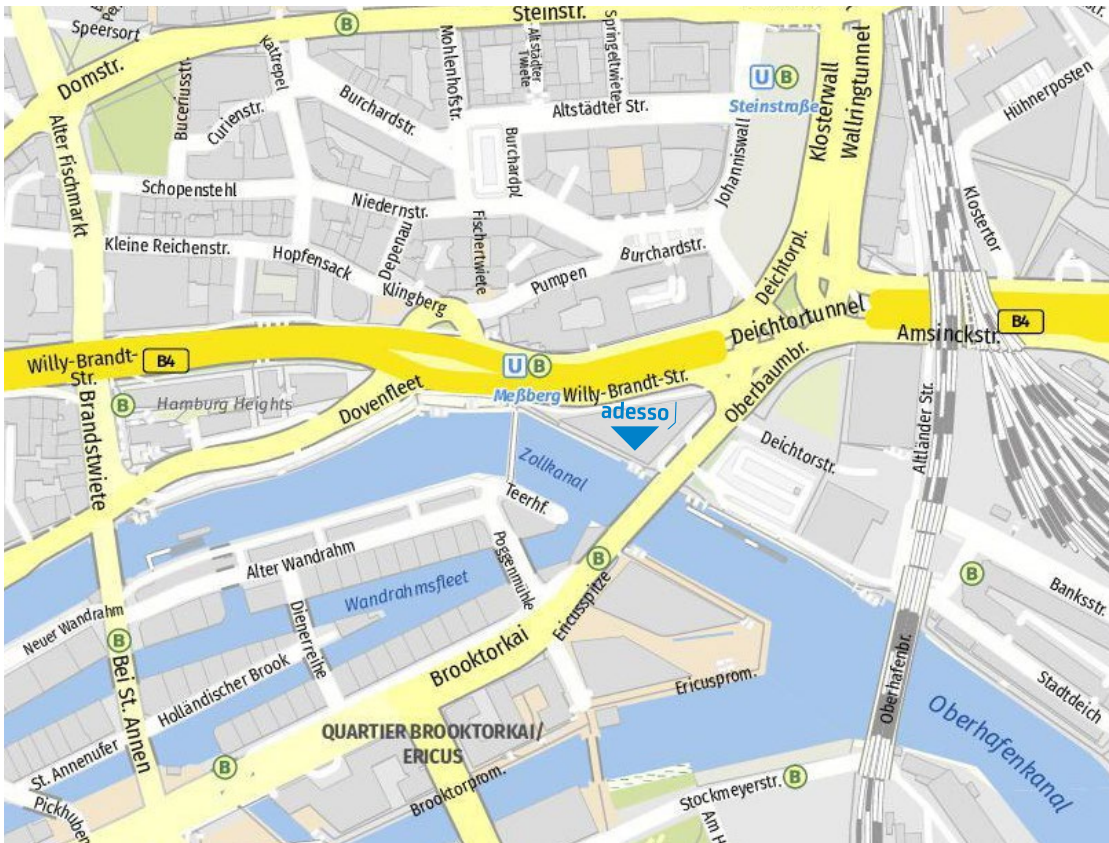 Speersort
Steinstr.
B
Domstr.
Kattrepel
Mohlenhofstr.
Altstädter
Twiete
Springeltwiete
Klosterwall
Wallringtunnel
Hühnerposten
U B
Steinstraße
Buceriusstr.
Curienstr.
Burchardstr.
Altstädter Str.
Alter Fischmarkt
Burchardpl.
Johanniswall
Klostertor
Schopenstehl
Niedernstr.
Fischertwiete
Depenau
Kleine Reichenstr.
Hopfensack
Klingberg
Pumpen
Burchardstr.
Deichtorpl.
Deichtortunnel
Amsinckstr.
B4
Willy-Brandt-
Str.
B4
U B
Meßberg
Willy-Brandt-Str.
Oberbaumbr.
adesso
B
Hamburg Heights
Dovenfleet
Brandstwiete
Zollkanal
Deichtorstr.
Altländer Str.
Teerhf.
Poggenmühle
Alter Wandrahm
Wandrahmsfleet
B
Ericusspitze
B
Banksstr.
Neuer Wandrahm
B
Dienerreihe
Bei St. Annen
Holländischer Brook
Brooktorkai
Ericusprom.
Oberhafenbr.
Stadtdeich
Oberhafenkanal
QUARTIER BROOKTORKAI/
ERICUS
St. Annenufer
B
Pickhuben
Brooktorprom.
Stockmeyerstr.
B
Am H